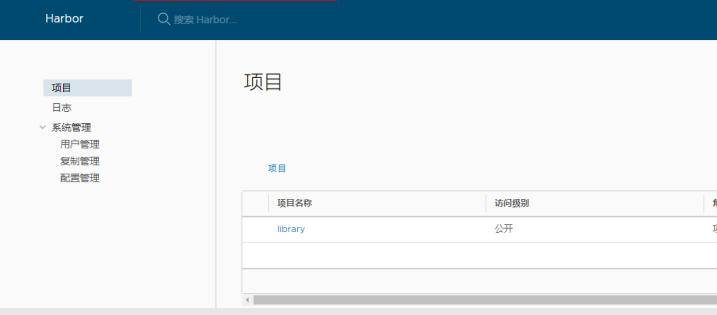 Harbor
搜索 Harbor...
项目
日志
系统管理
用户管理
复制管理
配置管理
项目
项目
项目名称 访问级别
library 公开